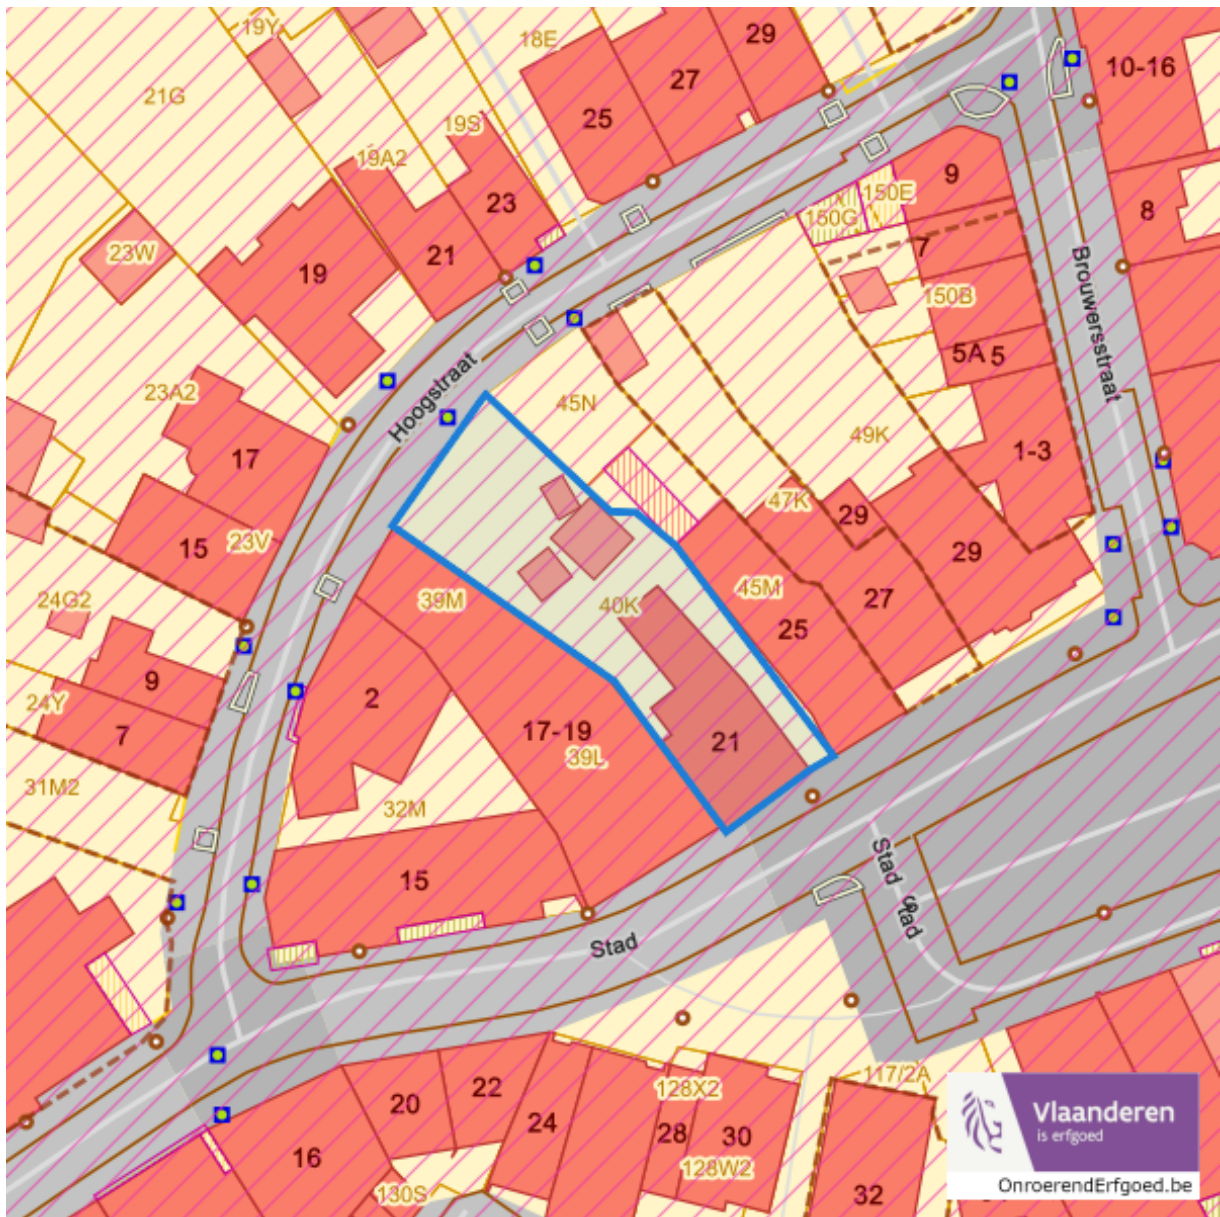 19Y
18E
29
10-16
27
21G
25
19S
19A2
9
23
150E
8
150G
7
23W
19
21
Brouwersstraat
150B
5A 5
Hoogstraat
23A2
45N
49K
1-3
17
47K
29
15
23V
29
24G2
39M
40K
45M
27
25
9
2
24Y
7
17-19
21
39L
31M2
32M
Stad
15
Stad
Stad
117/2A
22
128X2
20
24
28
30
Vlaanderen
is erfgoed
16
128W2
130S
32
OnroerendErfgoed.be